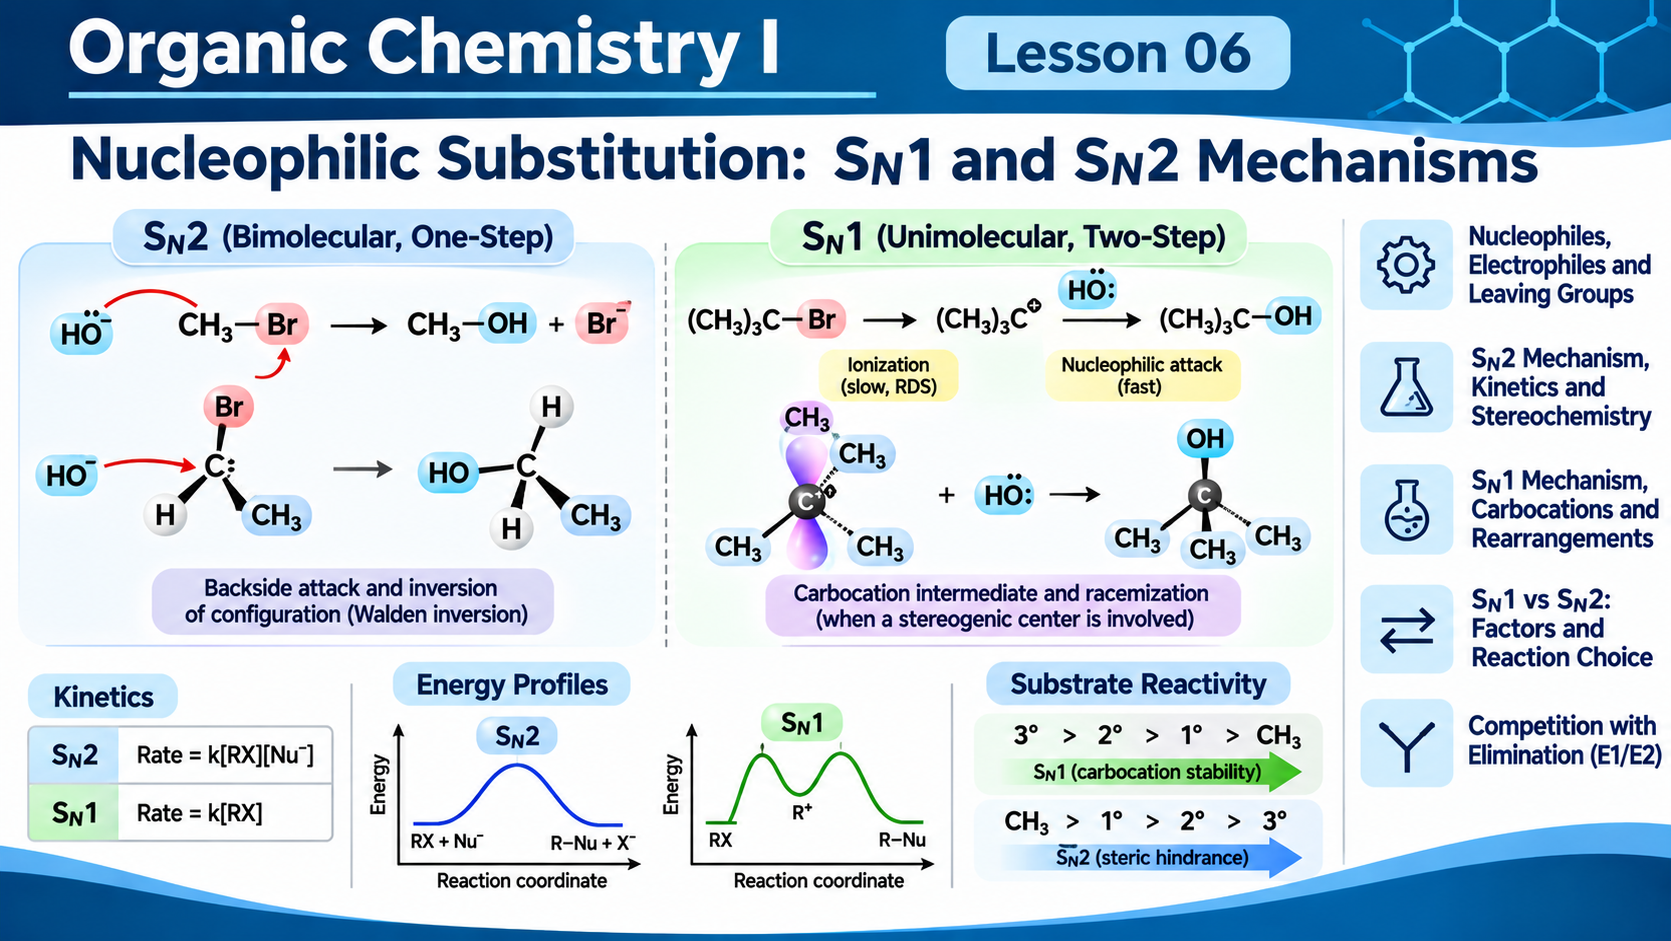 Organic Chemistry I
Lesson 06
Nucleophilic Substitution: SN1 and SN2 Mechanisms
SN2 (Bimolecular, One-Step)
HÖ⁻ CH₃—Br → CH₃—OH + Br⁻
Br
HO⁻ C:
H CH₃
→
H
HO C
H CH₃
Backside attack and inversion
of configuration (Walden inversion)
SN1 (Unimolecular, Two-Step)
HÖ:
(CH₃)₃C—Br → (CH₃)₃C⊕ → (CH₃)₃C—OH
Ionization
(slow, RDS)
Nucleophilic attack
(fast)
CH₃
CH₃
C⁺
CH₃ CH₃
+ HÖ: →
OH
C
CH₃ CH₃ CH₃
Carbocation intermediate and racemization
(when a stereogenic center is involved)
Nucleophiles,
Electrophiles and
Leaving Groups
SN2 Mechanism,
Kinetics and
Stereochemistry
SN1 Mechanism,
Carbocations and
Rearrangements
SN1 vs SN2:
Factors and
Reaction Choice
Competition with
Elimination (E1/E2)
Kinetics
SN2 Rate = k[RX][Nu⁻]
SN1 Rate = k[RX]
Energy Profiles
SN2
Energy
RX + Nu⁻ R–Nu + X⁻
Reaction coordinate
SN1
Energy
RX R⁺ R–Nu
Reaction coordinate
Substrate Reactivity
3° > 2° > 1° > CH₃
SN1 (carbocation stability)
CH₃ > 1° > 2° > 3°
SN2 (steric hindrance)